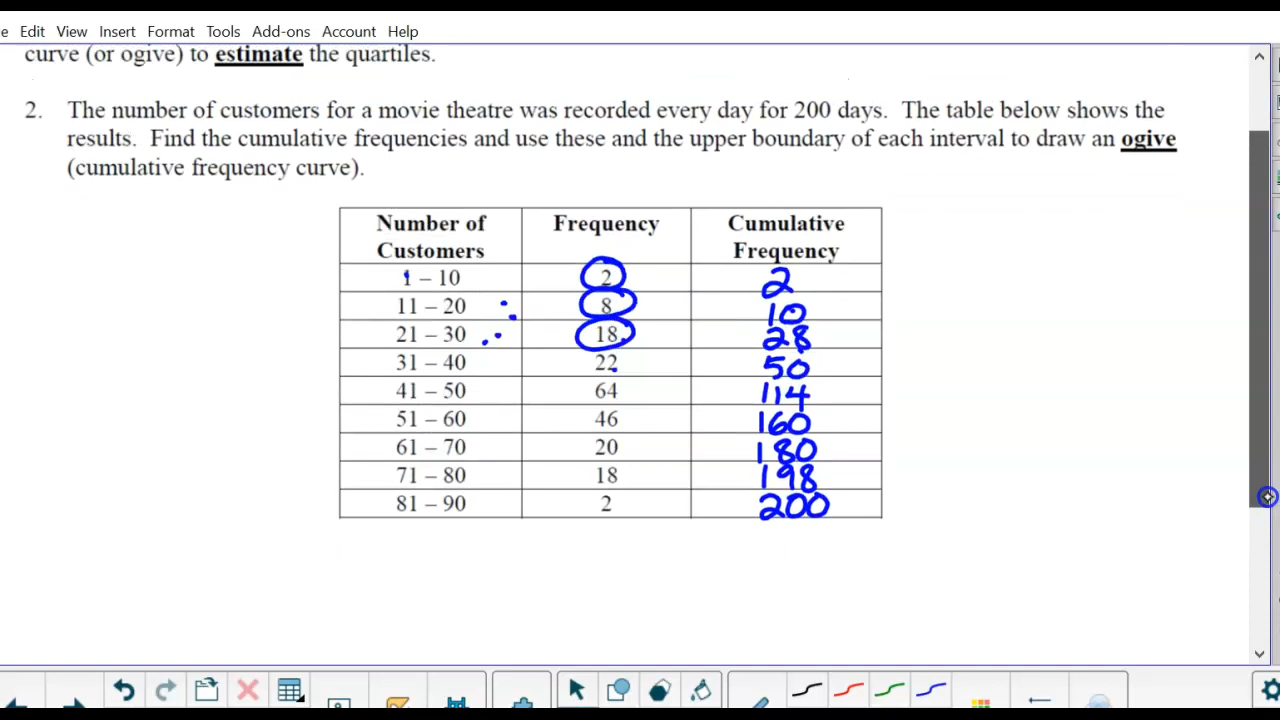 Edit View Insert Format Tools Add-ons Account Help
curve (or ogive) to estimate the quartiles.
2. The number of customers for a movie theatre was recorded every day for 200 days. The table below shows the
results. Find the cumulative frequencies and use these and the upper boundary of each interval to draw an ogive
(cumulative frequency curve).
Number of Customers Frequency Cumulative Frequency
1 – 10 2 2
11 – 20 8 10
21 – 30 18 28
31 – 40 22 50
41 – 50 64 114
51 – 60 46 160
61 – 70 20 180
71 – 80 18 198
81 – 90 2 200